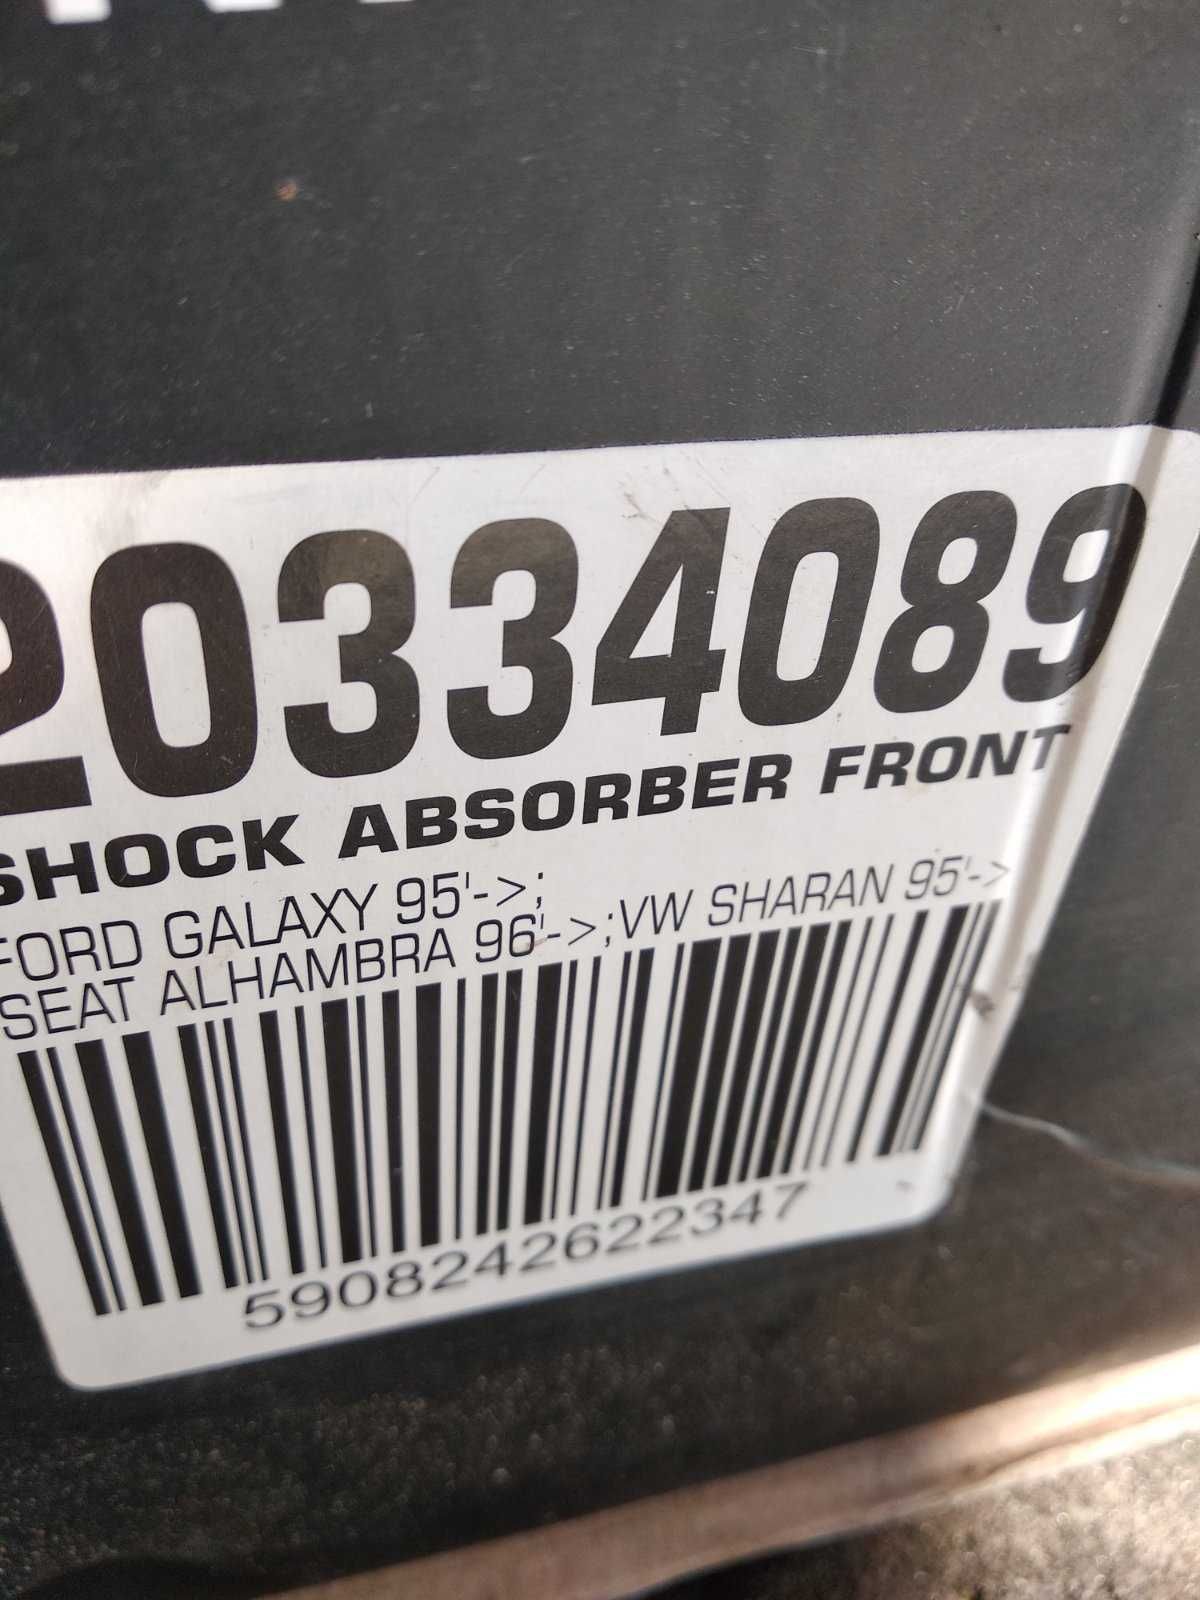 20334089
SHOCK ABSORBER FRONT
FORD GALAXY 95'->;
SEAT ALHAMBRA 96'->;VW SHARAN 95'->
5908242622347